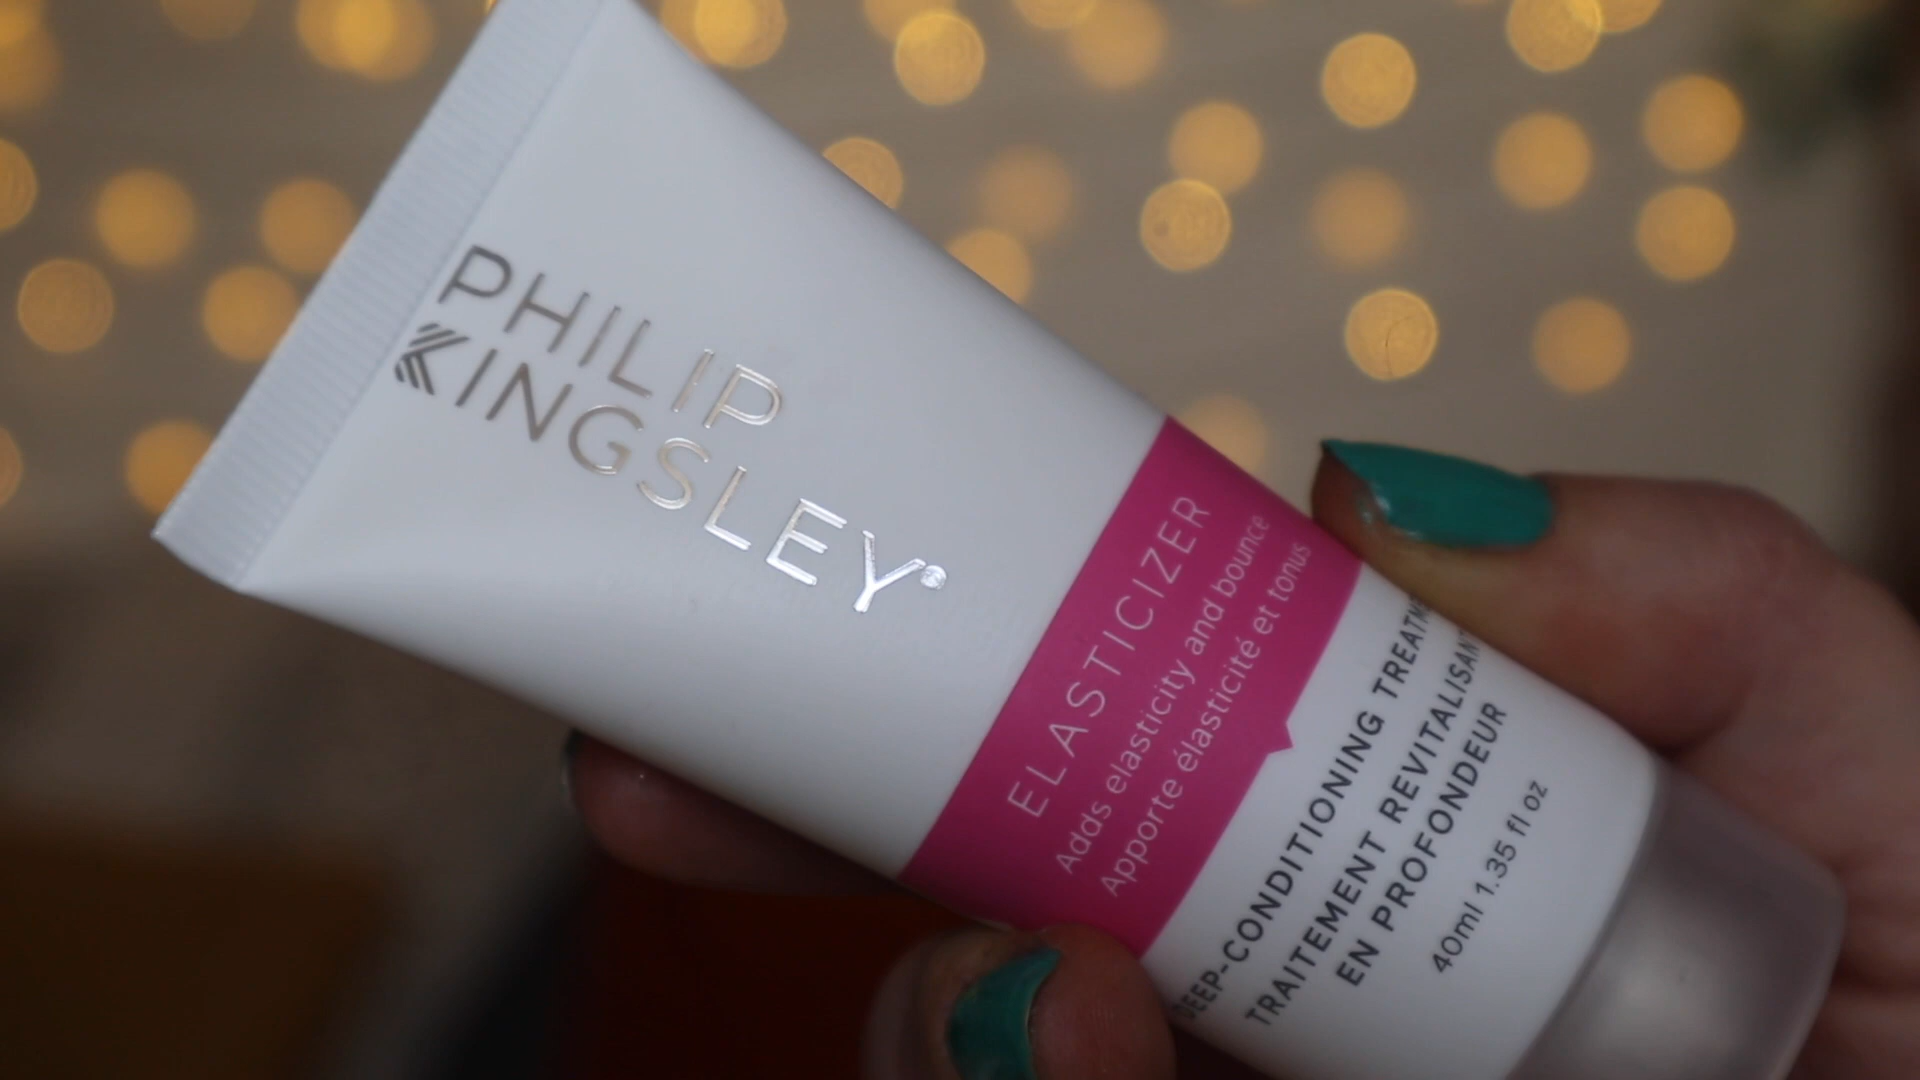 PHILIP
KINGSLEY®
ELASTICIZER
Adds elasticity and bounce
Apporte élasticité et tonus
DEEP-CONDITIONING
TRAITEMENT REVITALISANT
EN PROFONDEUR
40ml 1.35 fl oz